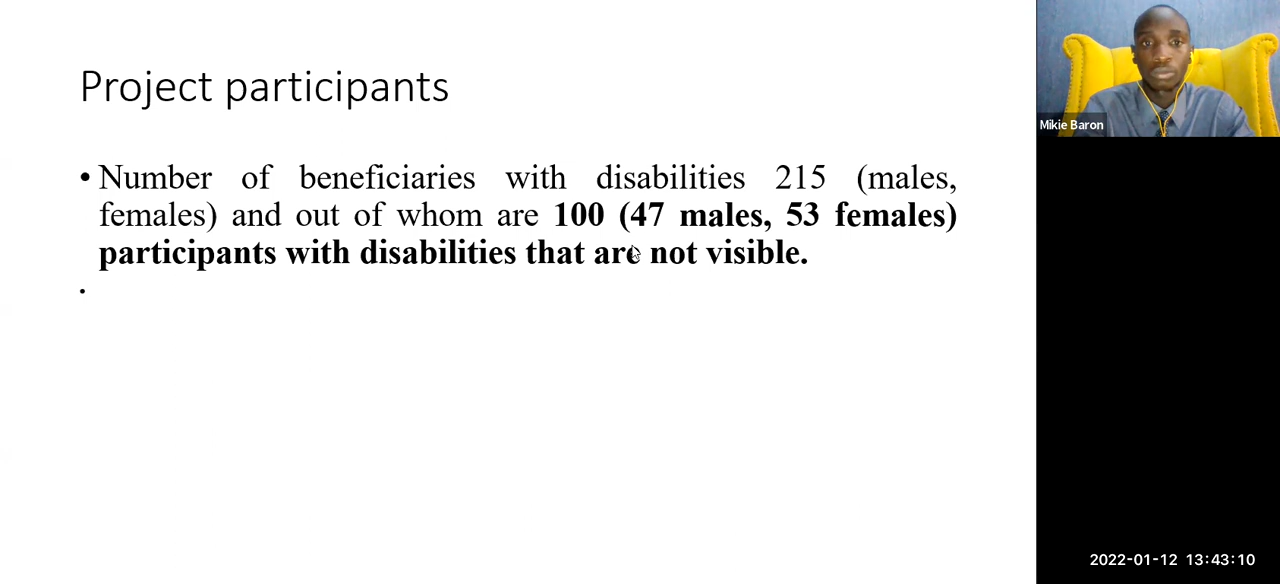 Project participants
• Number of beneficiaries with disabilities 215 (males,
females) and out of whom are 100 (47 males, 53 females)
participants with disabilities that are not visible.
•
Mikie Baron
2022-01-12 13:43:10